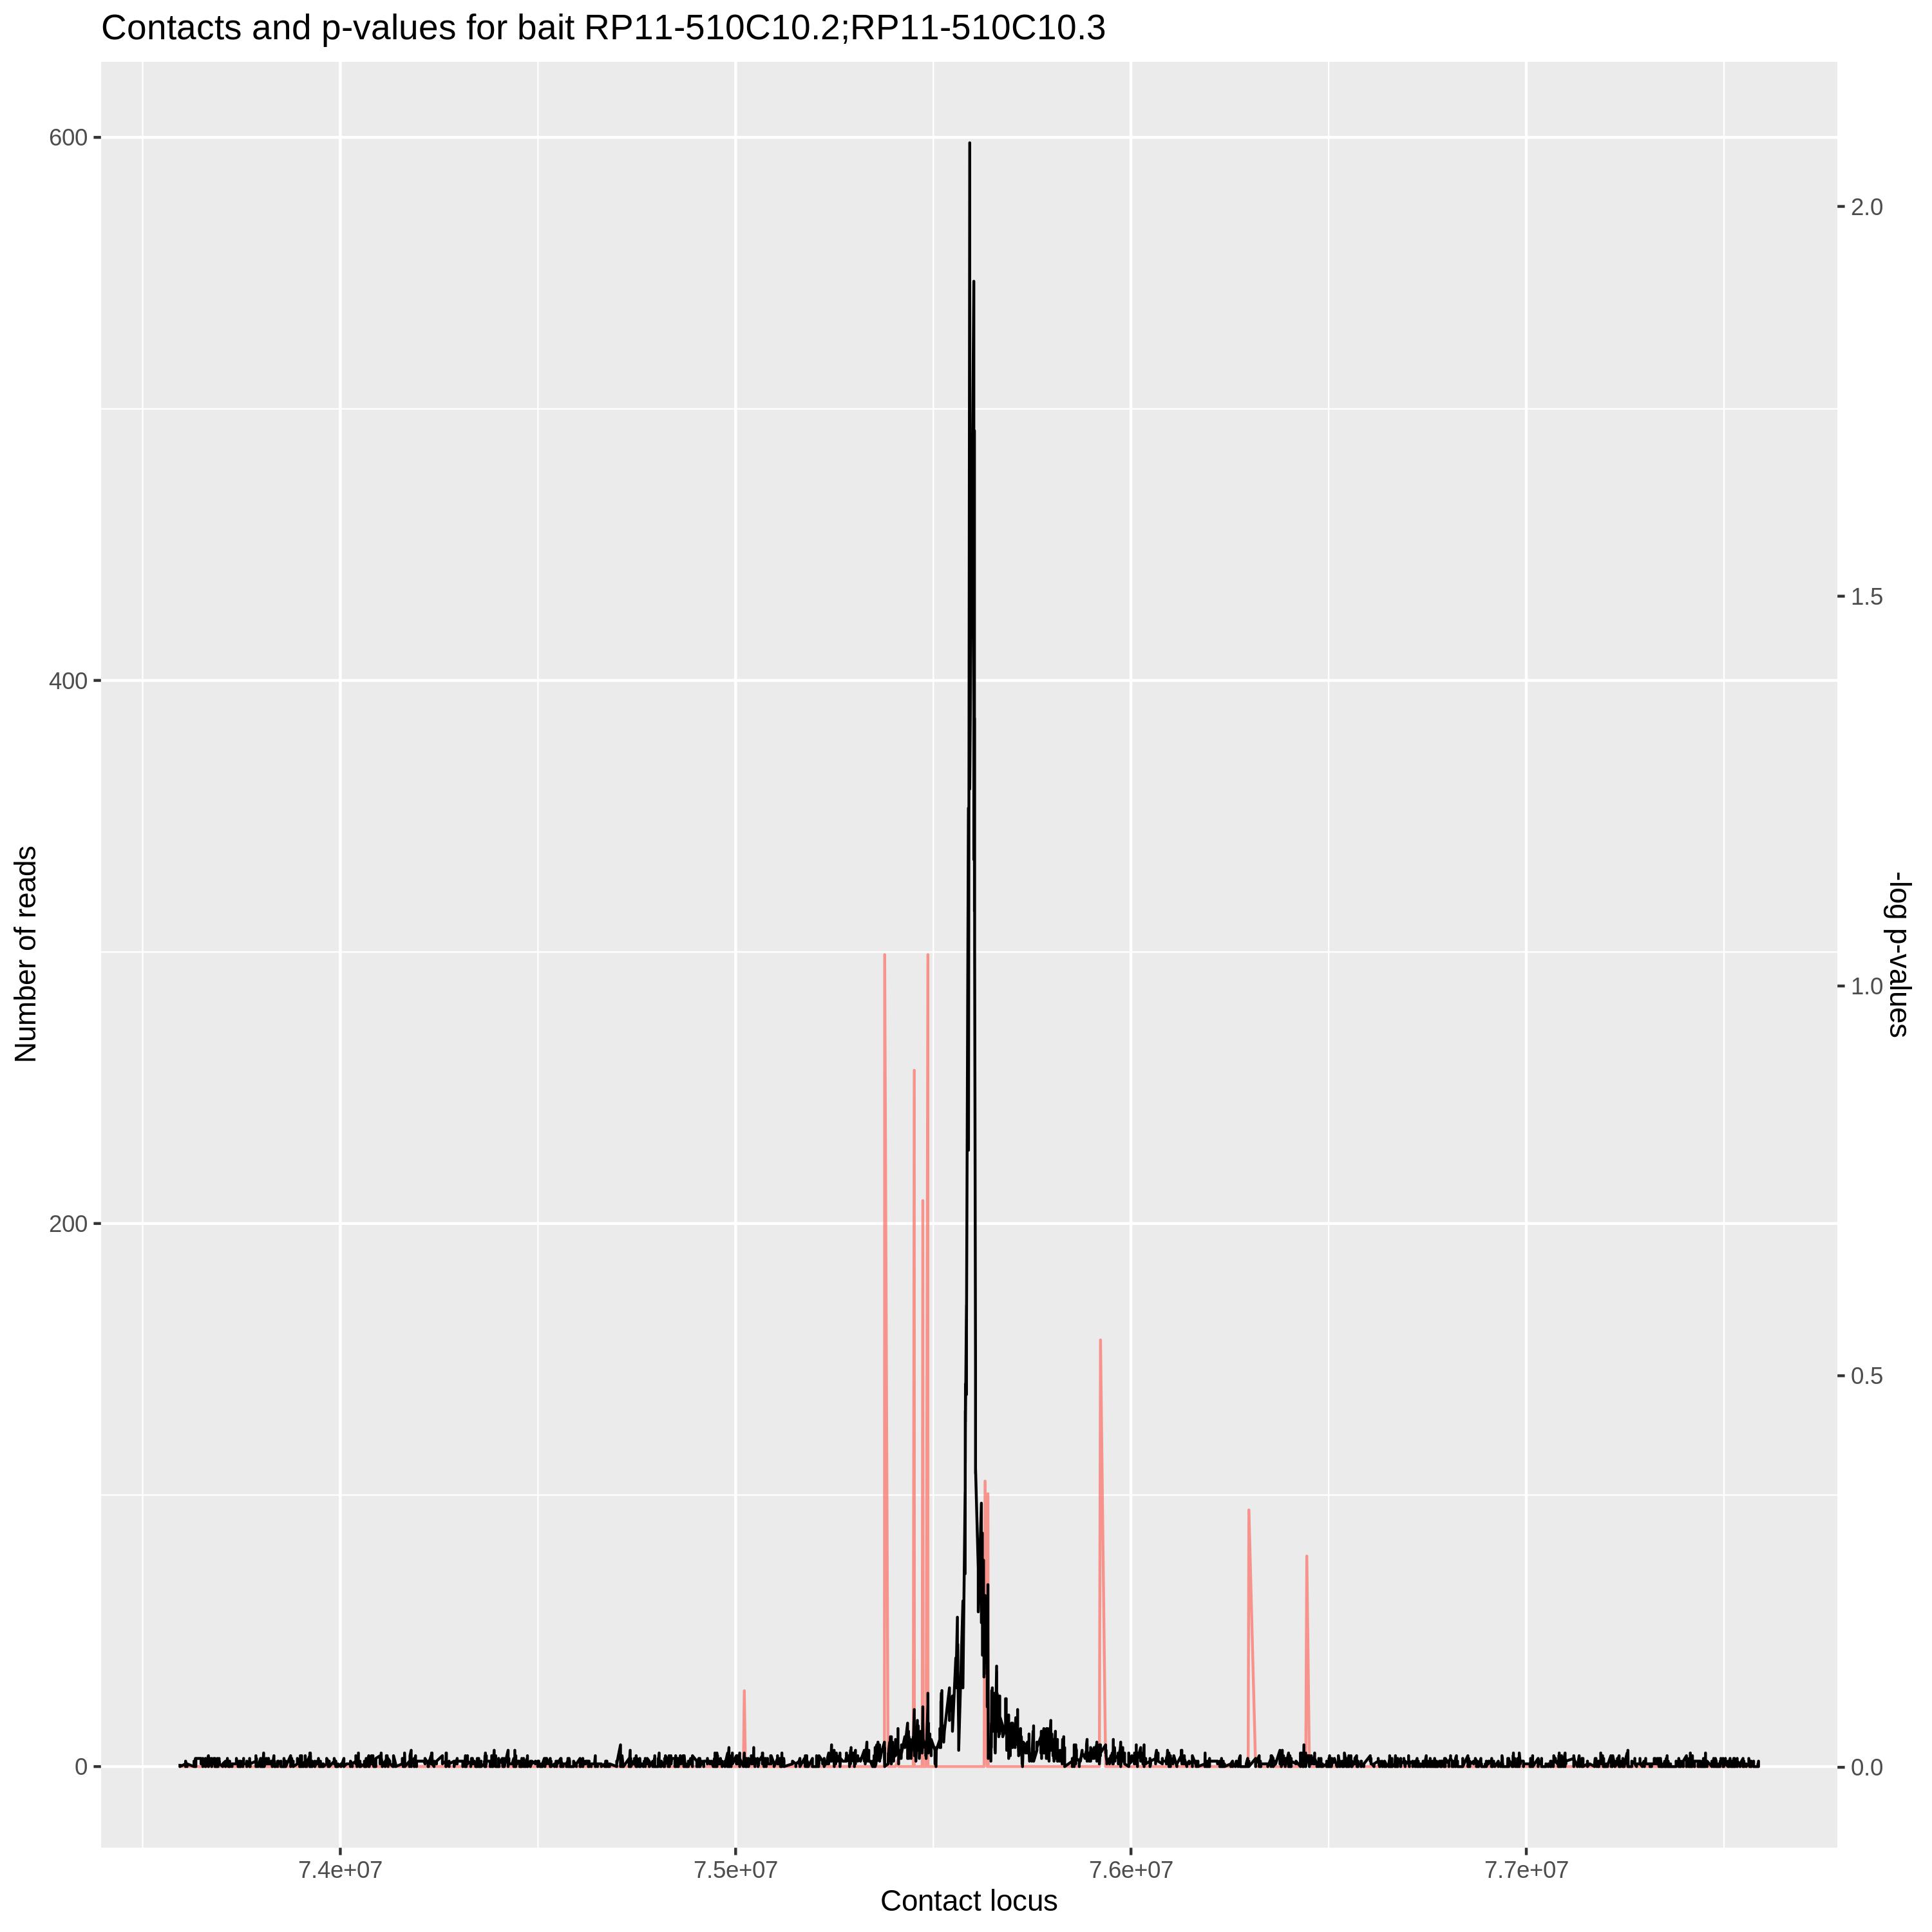 Contacts and p-values for bait RP11-510C10.2;RP11-510C10.3
600
400
200
0
Number of reads
2.0
1.5
1.0
0.5
0.0
-log p-values
7.4e+07
7.5e+07
7.6e+07
7.7e+07
Contact locus